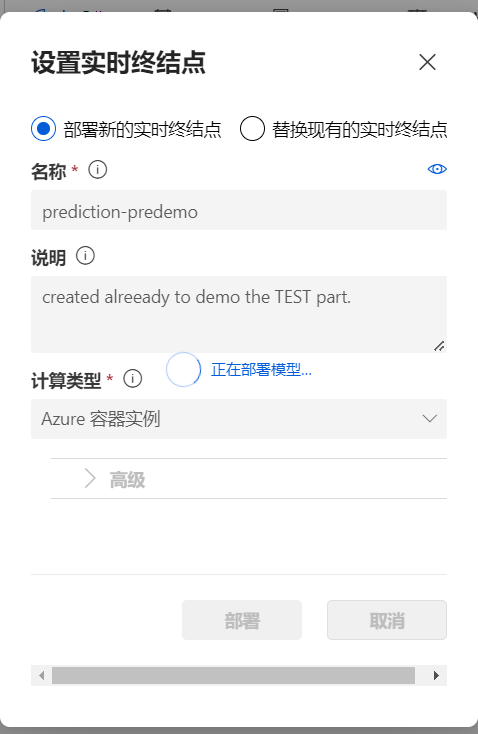 设置实时终结点
部署新的实时终结点 替换现有的实时终结点
名称 *
prediction-predemo
说明
created alreeady to demo the TEST part.
正在部署模型...
计算类型 *
Azure 容器实例
高级
部署 取消